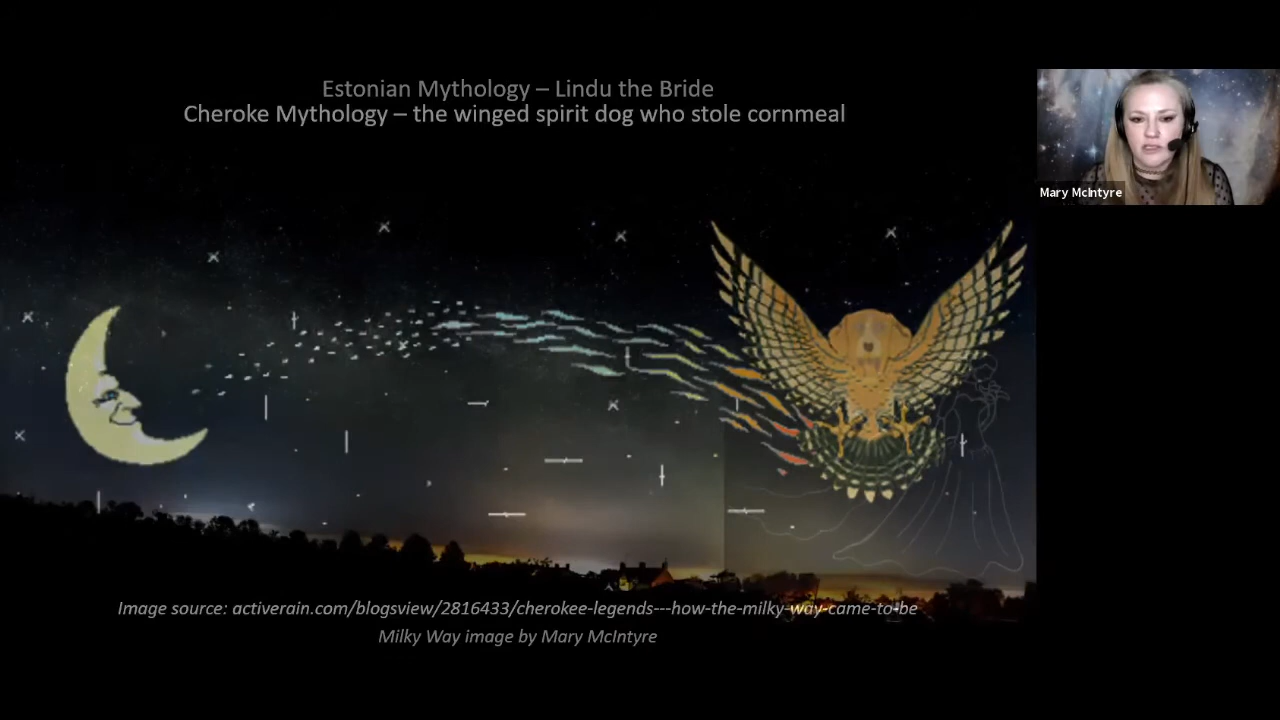 Estonian Mythology – Lindu the Bride
Cheroke Mythology – the winged spirit dog who stole cornmeal
Mary McIntyre
Image source: activerain.com/blogsview/2816433/cherokee-legends---how-the-milky-way-came-to-be
Milky Way image by Mary McIntyre